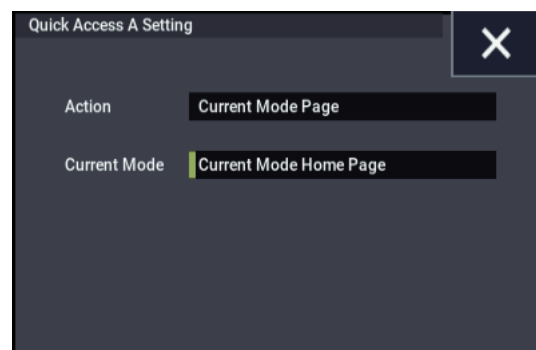 Quick Access A Setting
Action
Current Mode Page
Current Mode
Current Mode Home Page